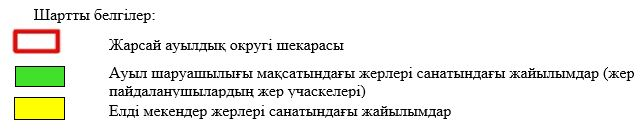 Шартты белгілер:
Жарсай ауылдық округі шекарасы
Ауыл шаруашылығы мақсатындағы жерлері санатындағы жайылымдар (жер
пайдаланушылардың жер учаскелері)
Елді мекендер жерлері санатындағы жайылымдар